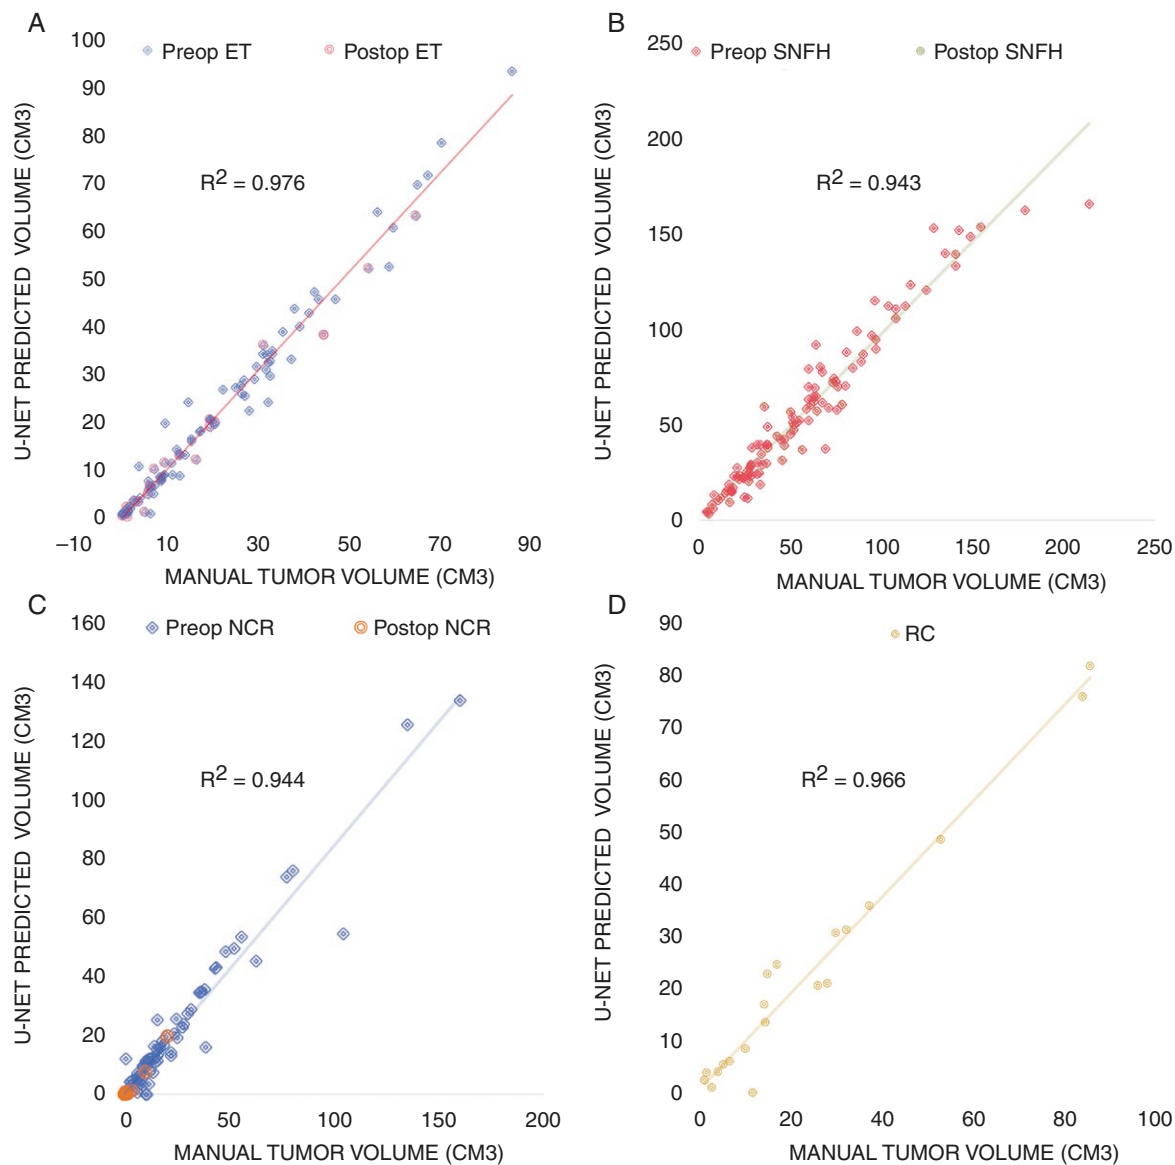 A
100
90
80
70
60
50
40
30
20
10
0
U-NET PREDICTED VOLUME (CM3)
Preop ET Postop ET
R2 = 0.976
−10 10 30 50 70 90
MANUAL TUMOR VOLUME (CM3)
B
250
200
150
100
50
0
U-NET PREDICTED VOLUME (CM3)
Preop SNFH Postop SNFH
R2 = 0.943
0 50 100 150 200 250
MANUAL TUMOR VOLUME (CM3)
C
160
140
120
100
80
60
40
20
0
U-NET PREDICTED VOLUME (CM3)
Preop NCR Postop NCR
R2 = 0.944
0 50 100 150 200
MANUAL TUMOR VOLUME (CM3)
D
90
80
70
60
50
40
30
20
10
0
U-NET PREDICTED VOLUME (CM3)
RC
R2 = 0.966
0 20 40 60 80 100
MANUAL TUMOR VOLUME (CM3)